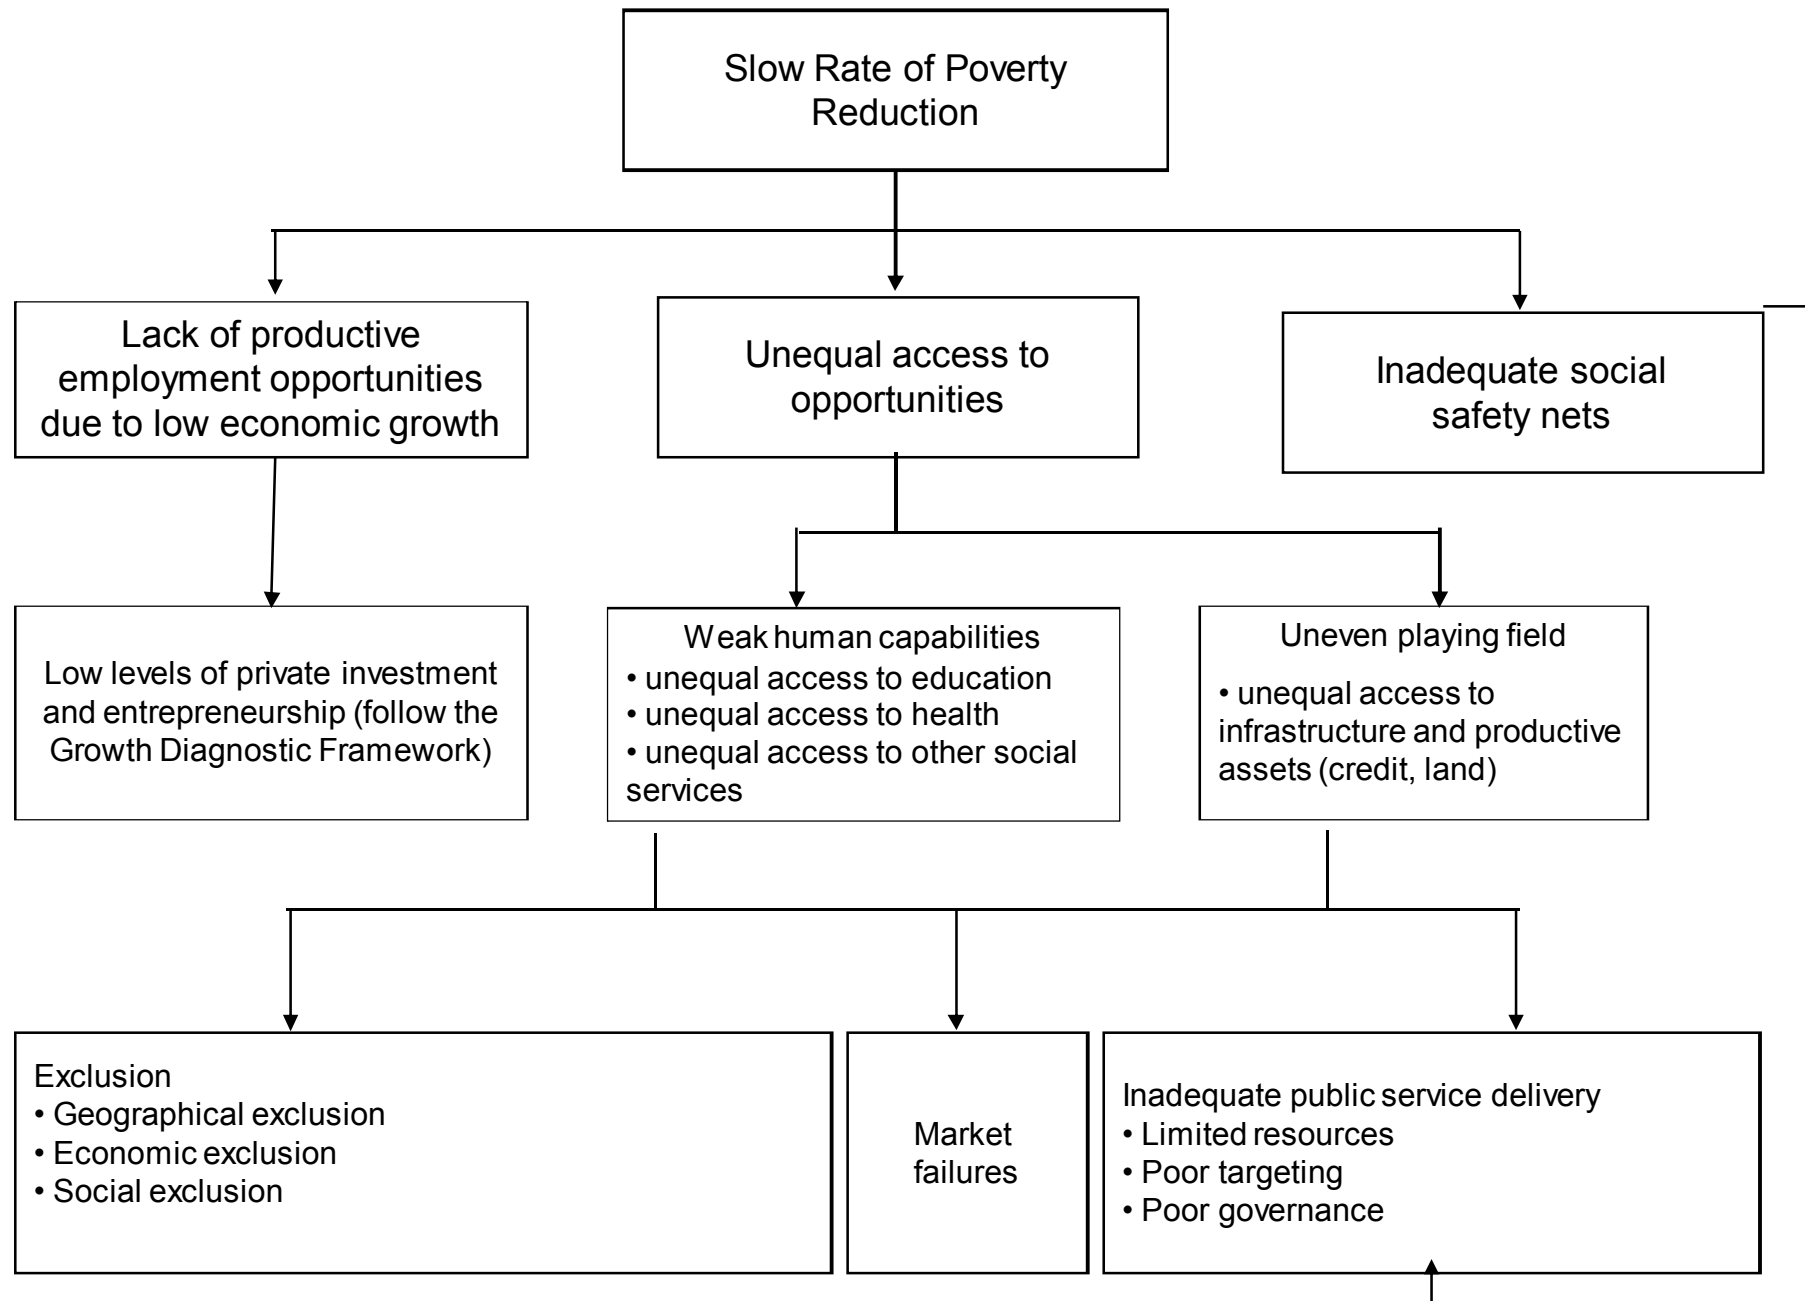 Slow Rate of Poverty
Reduction
Lack of productive
employment opportunities
due to low economic growth
Unequal access to
opportunities
Inadequate social
safety nets
Low levels of private investment
and entrepreneurship (follow the
Growth Diagnostic Framework)
Weak human capabilities
• unequal access to education
• unequal access to health
• unequal access to other social
services
Uneven playing field
• unequal access to
infrastructure and productive
assets (credit, land)
Exclusion
• Geographical exclusion
• Economic exclusion
• Social exclusion
Market
failures
Inadequate public service delivery
• Limited resources
• Poor targeting
• Poor governance